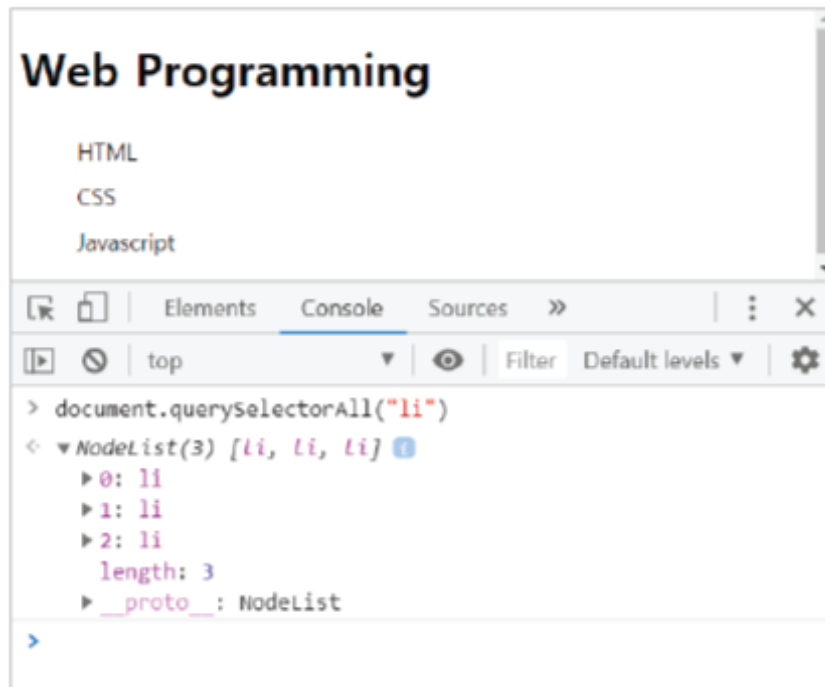 Web Programming
HTML
CSS
Javascript
Elements Console Sources »
top ▼ Filter Default levels ▼
> document.querySelectorAll("li")
<· ▼NodeList(3) [li, li, li] i
▶0: li
▶1: li
▶2: li
length: 3
▶__proto__: NodeList
>